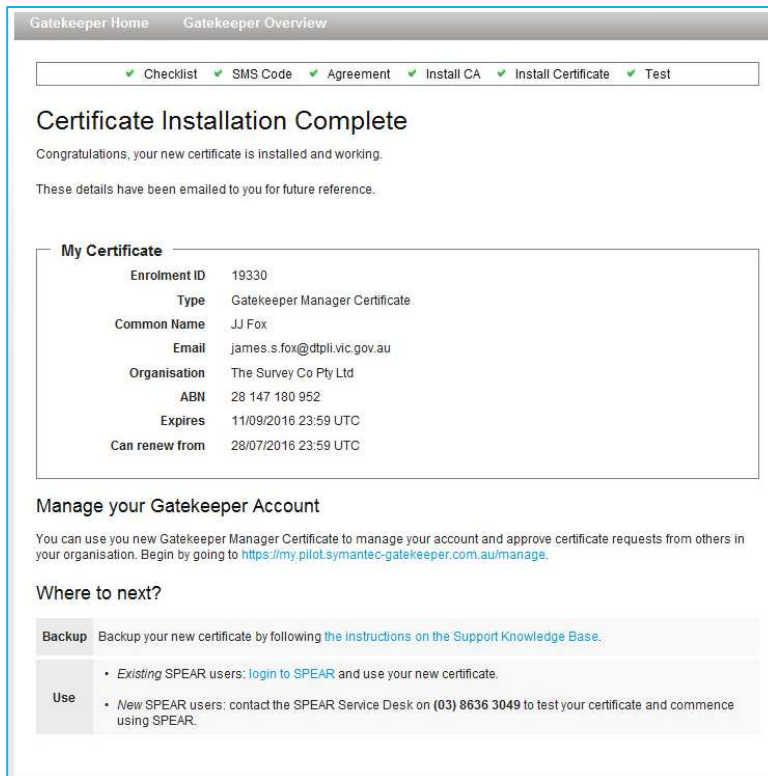 Gatekeeper Home Gatekeeper Overview
Checklist SMS Code Agreement Install CA Install Certificate Test
Certificate Installation Complete
Congratulations, your new certificate is installed and working.
These details have been emailed to you for future reference.
My Certificate
Enrolment ID 19330
Type Gatekeeper Manager Certificate
Common Name JJ Fox
Email james.s.fox@dtpli.vic.gov.au
Organisation The Survey Co Pty Ltd
ABN 28 147 180 952
Expires 11/09/2016 23:59 UTC
Can renew from 28/07/2016 23:59 UTC
Manage your Gatekeeper Account
You can use you new Gatekeeper Manager Certificate to manage your account and approve certificate requests from others in
your organisation. Begin by going to https://my.pilot.symantec-gatekeeper.com.au/manage.
Where to next?
Backup Backup your new certificate by following the instructions on the Support Knowledge Base.
Use
• Existing SPEAR users: login to SPEAR and use your new certificate.
• New SPEAR users: contact the SPEAR Service Desk on (03) 8636 3049 to test your certificate and commence
using SPEAR.